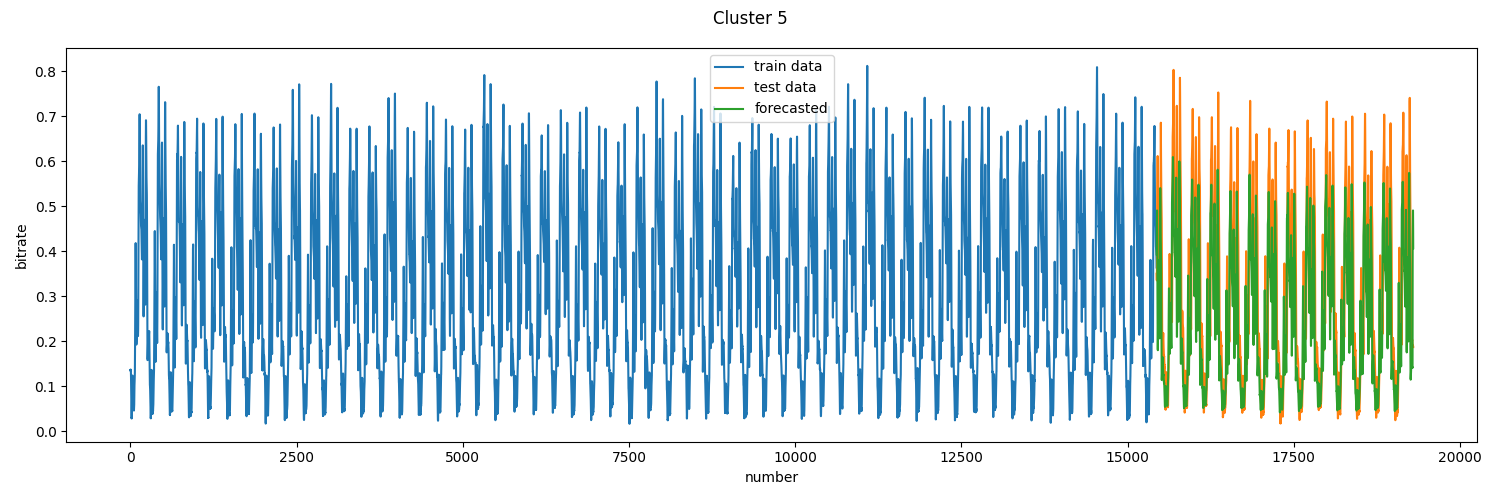 Cluster 5
train data
test data
forecasted
bitrate
0.8
0.7
0.6
0.5
0.4
0.3
0.2
0.1
0.0
0 2500 5000 7500 10000 12500 15000 17500 20000
number